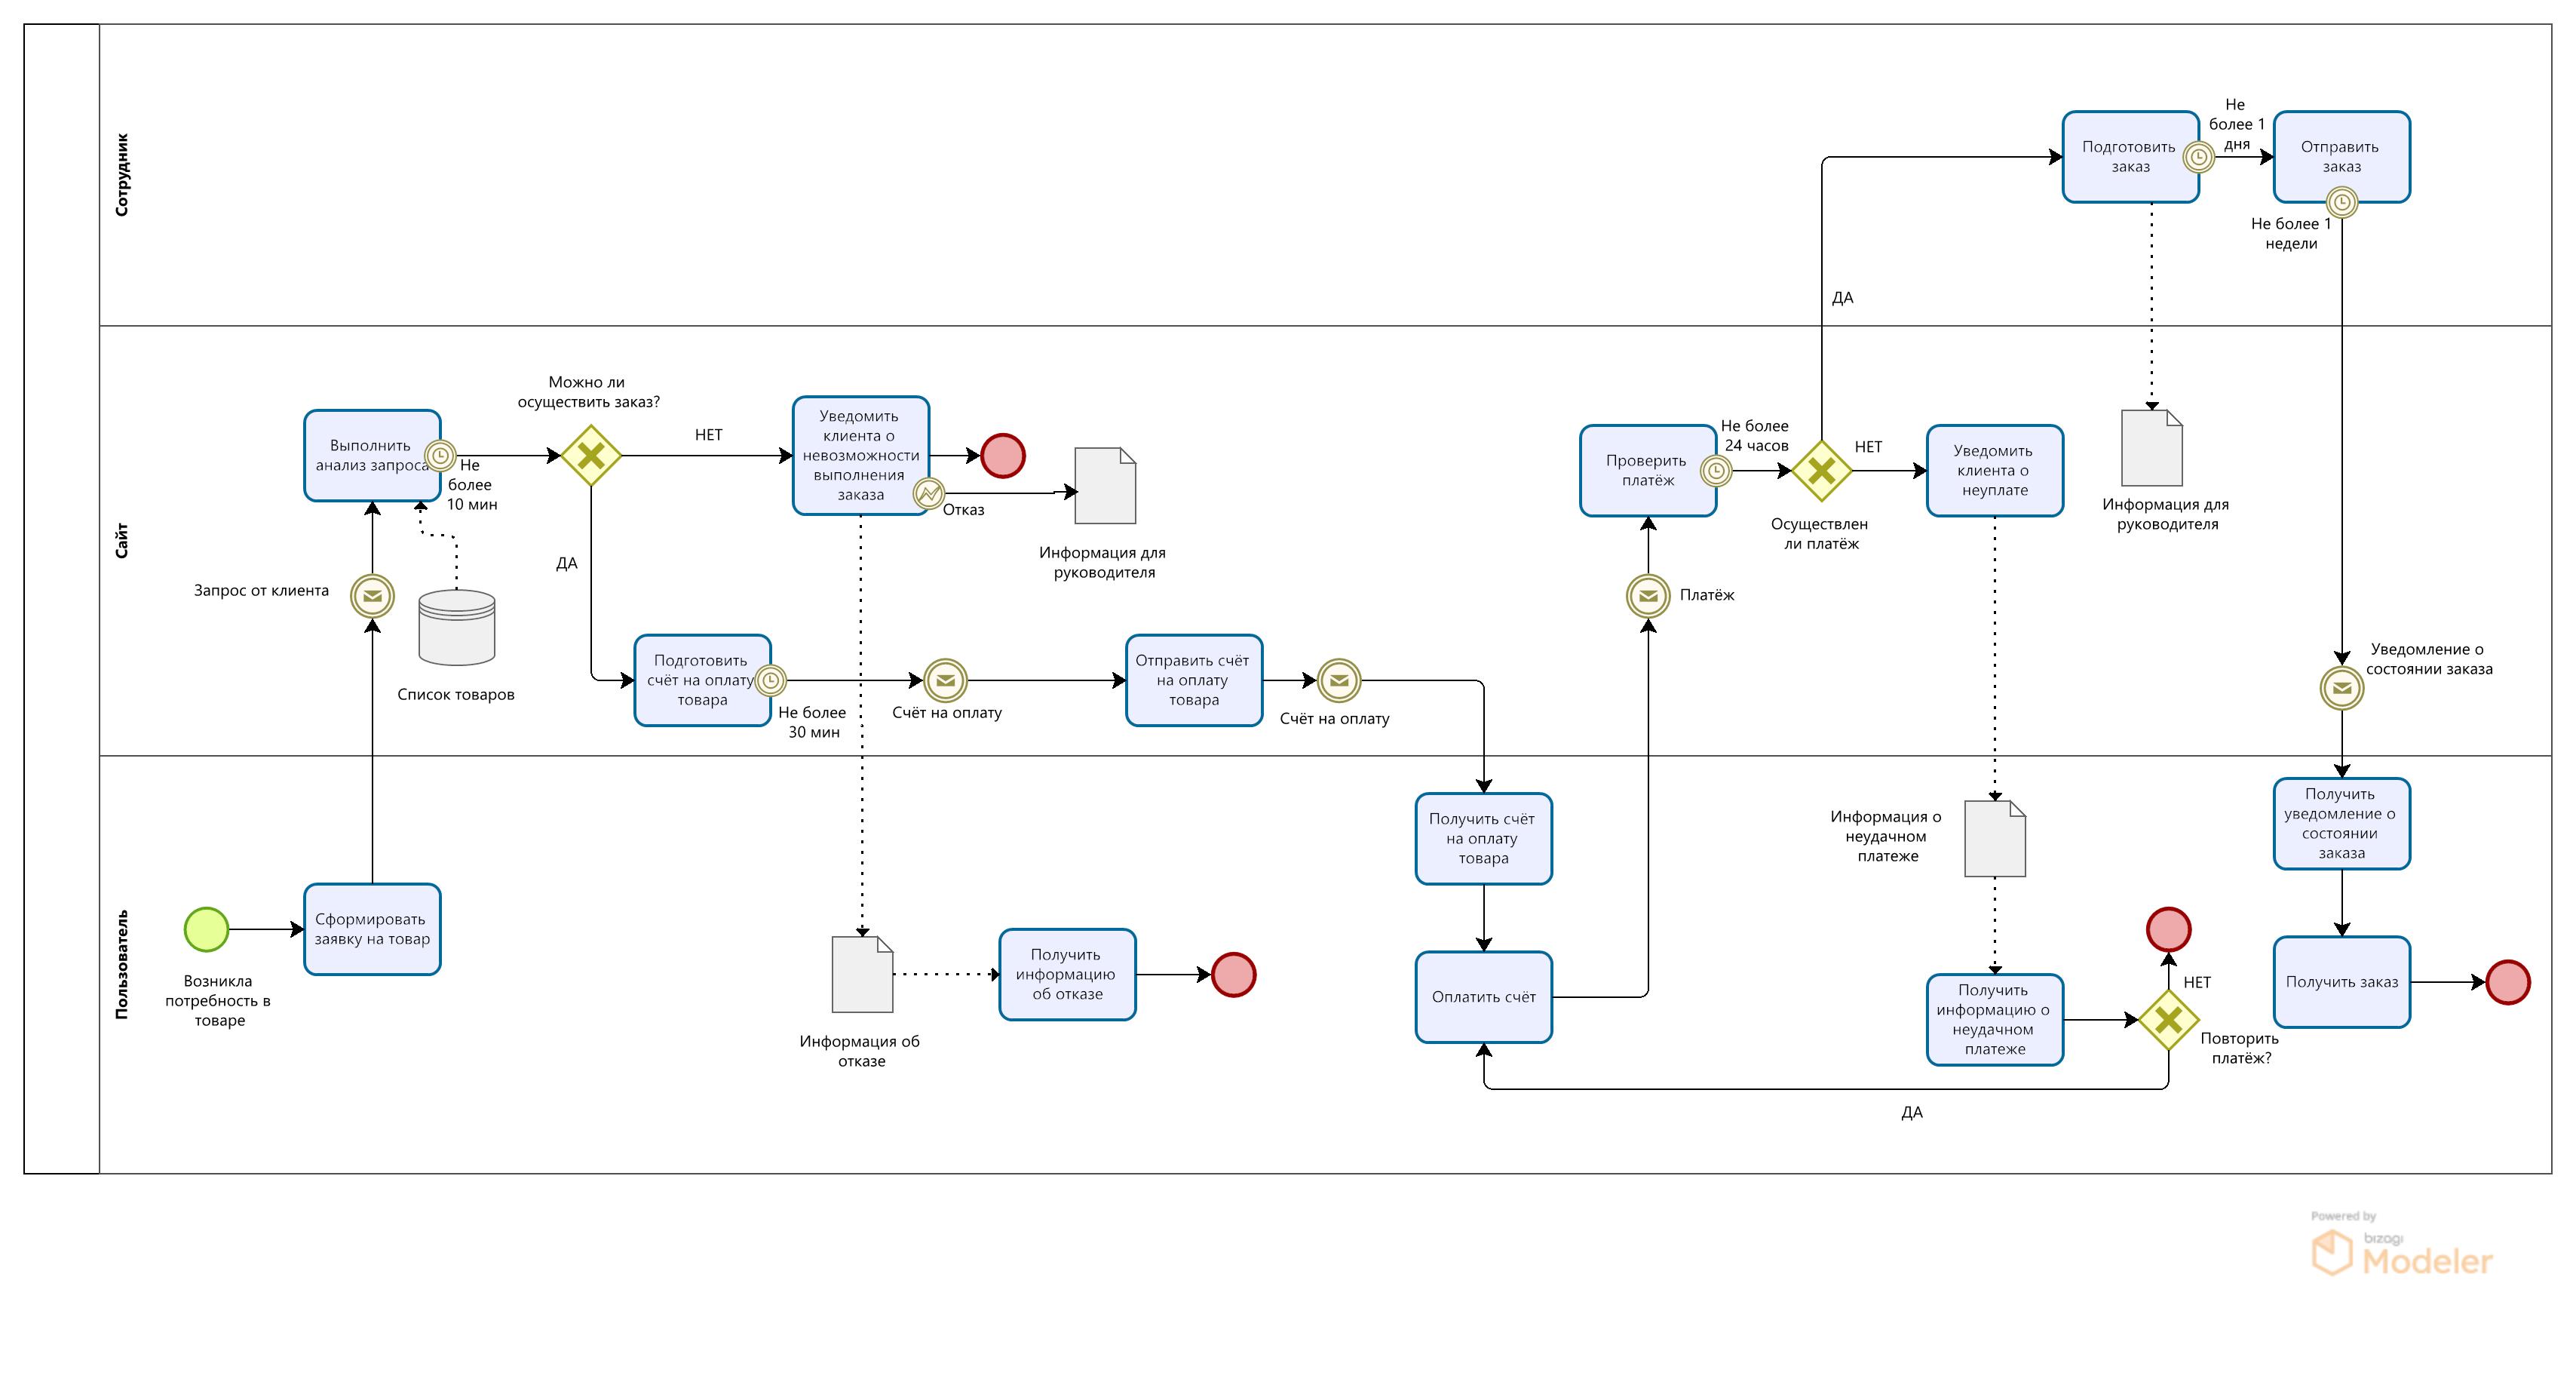 Сотрудник
Подготовить
заказ
Не
более 1
дня
Отправить
заказ
Не более 1
недели
ДА
Сайт
Выполнить
анализ запроса
Не
более
10 мин
Можно ли
осуществить заказ?
НЕТ
ДА
Уведомить
клиента о
невозможности
выполнения
заказа
Отказ
Информация для
руководителя
Запрос от клиента
Список товаров
Подготовить
счёт на оплату
товара
Не более
30 мин
Счёт на оплату
Отправить счёт
на оплату
товара
Счёт на оплату
Проверить
платёж
Не более
24 часов
НЕТ
Осуществлен
ли платёж
Уведомить
клиента о
неуплате
Информация для
руководителя
Платёж
Уведомление о
состоянии заказа
Пользователь
Возникла
потребность в
товаре
Сформировать
заявку на товар
Информация об
отказе
Получить
информацию
об отказе
Получить счёт
на оплату
товара
Оплатить счёт
Информация о
неудачном
платеже
Получить
информацию о
неудачном
платеже
НЕТ
Повторить
платёж?
ДА
Получить
уведомление о
состоянии
заказа
Получить заказ
Powered by
bizagi
Modeler